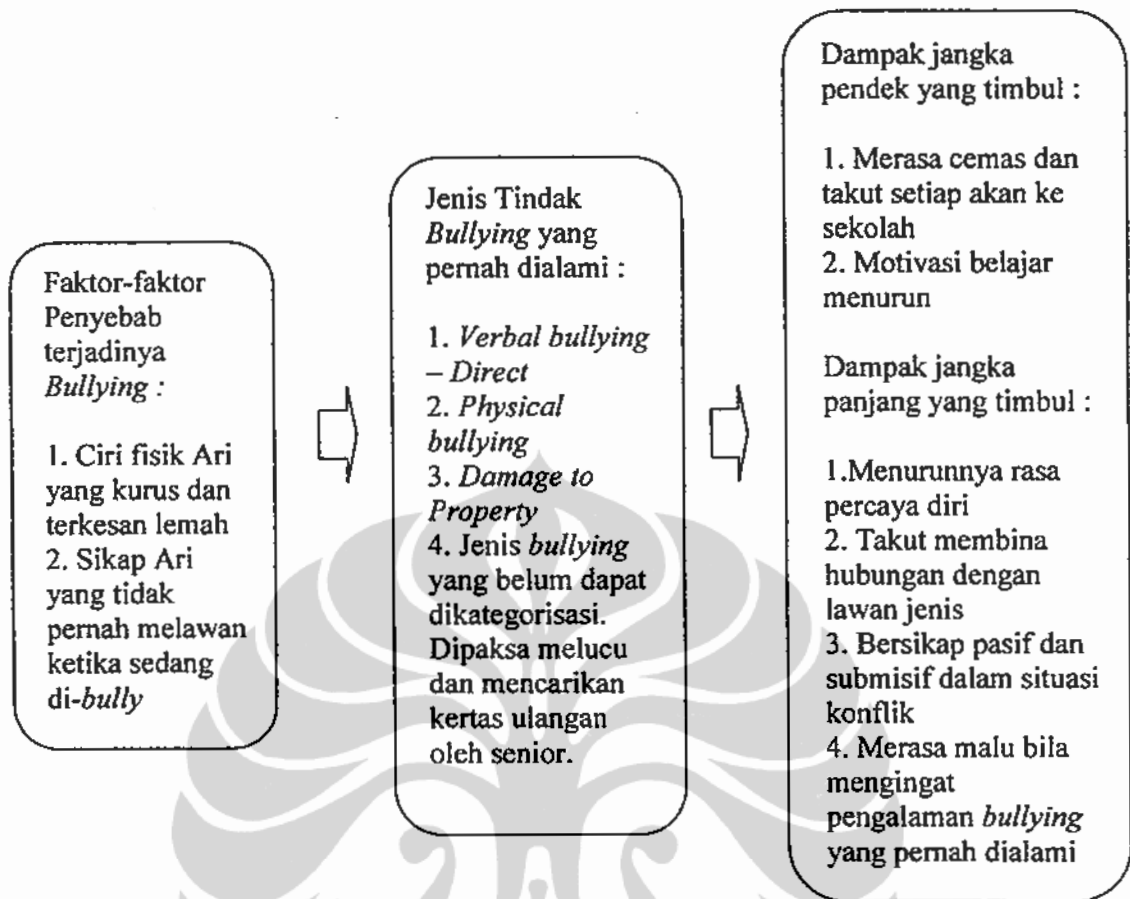 Faktor-faktor
Penyebab
terjadinya
Bullying :
1. Ciri fisik Ari
yang kurus dan
terkesan lemah
2. Sikap Ari
yang tidak
pernah melawan
ketika sedang
di-bully
Jenis Tindak
Bullying yang
pernah dialami :
1. Verbal bullying
– Direct
2. Physical
bullying
3. Damage to
Property
4. Jenis bullying
yang belum dapat
dikategorisasi.
Dipaksa melucu
dan mencarikan
kertas ulangan
oleh senior.
Dampak jangka
pendek yang timbul :
1. Merasa cemas dan
takut setiap akan ke
sekolah
2. Motivasi belajar
menurun
Dampak jangka
panjang yang timbul :
1.Menurunnya rasa
percaya diri
2. Takut membina
hubungan dengan
lawan jenis
3. Bersikap pasif dan
submisif dalam situasi
konflik
4. Merasa malu bila
mengingat
pengalaman bullying
yang pernah dialami